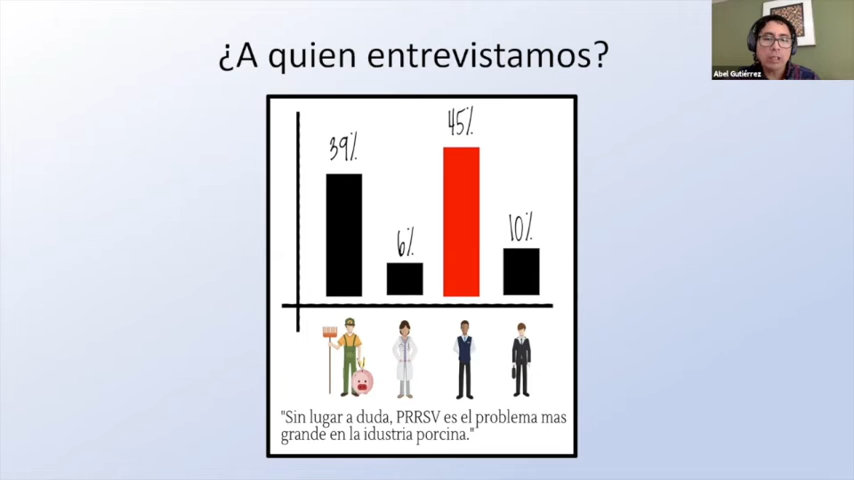 ¿A quien entrevistamos?
Abel Gutiérrez
39%
6%
45%
10%
"Sin lugar a duda, PRRSV es el problema mas
grande en la idustria porcina."